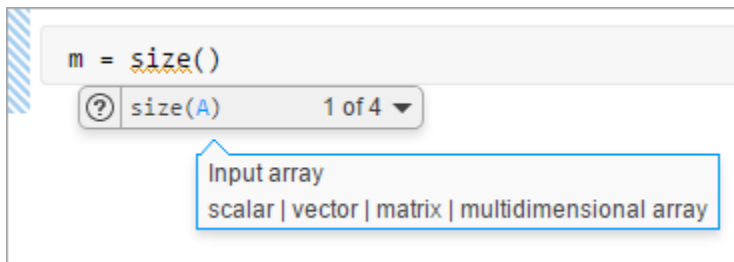 m = size()
? size(A) 1 of 4
Input array
scalar | vector | matrix | multidimensional array